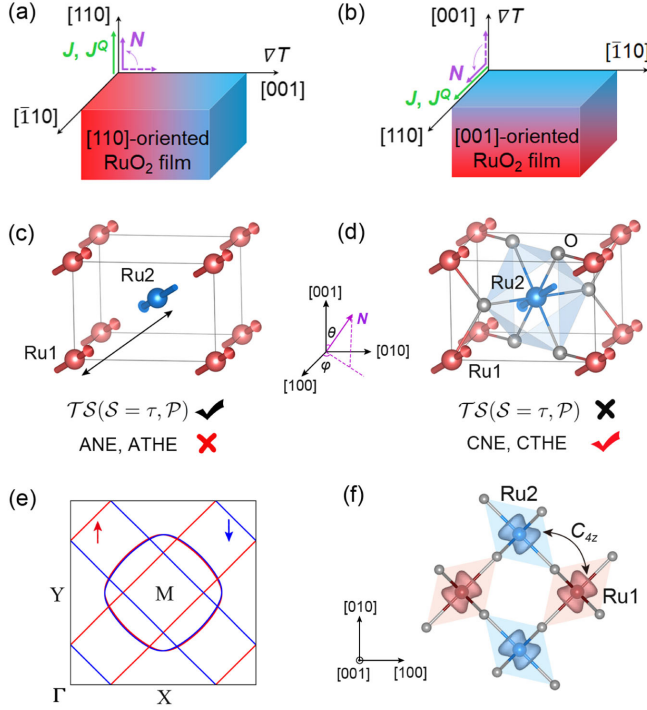 (a)
[110]
N
J, J^Q
∇T
[001]
[1̄10]
[110]-oriented
RuO₂ film
(b)
[001]
∇T
N
[1̄10]
J, J^Q
[110]
[001]-oriented
RuO₂ film
(c)
Ru2
Ru1
𝒯𝒮(𝒮 = τ, 𝒫)
ANE, ATHE
[001]
N
θ
[010]
[100]
φ
(d)
O
Ru2
Ru1
𝒯𝒮(𝒮 = τ, 𝒫)
CNE, CTHE
(e)
Y
M
Γ
X
(f)
Ru2
C₄z
Ru1
[010]
[001]
[100]